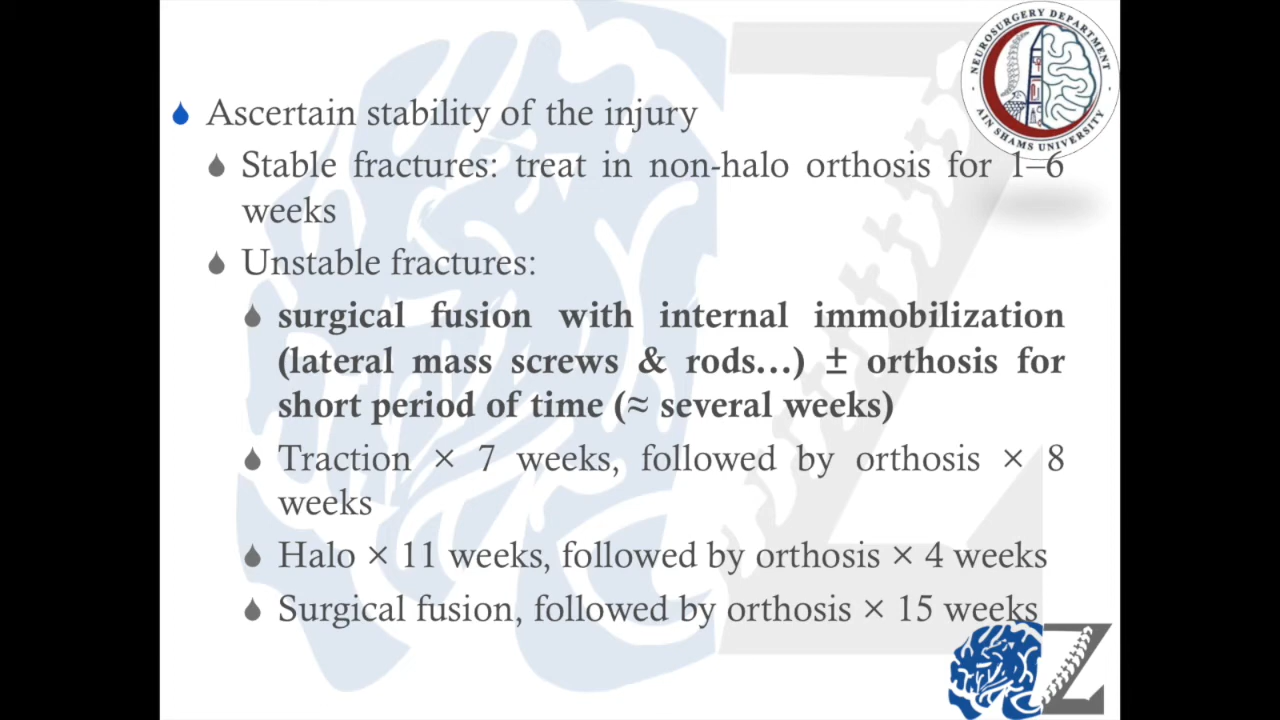 NEUROSURGERY DEPARTMENT
AIN SHAMS UNIVERSITY
Ascertain stability of the injury
Stable fractures: treat in non-halo orthosis for 1–6
weeks
Unstable fractures:
surgical fusion with internal immobilization
(lateral mass screws & rods…) ± orthosis for
short period of time (≈ several weeks)
Traction × 7 weeks, followed by orthosis × 8
weeks
Halo × 11 weeks, followed by orthosis × 4 weeks
Surgical fusion, followed by orthosis × 15 weeks
Z